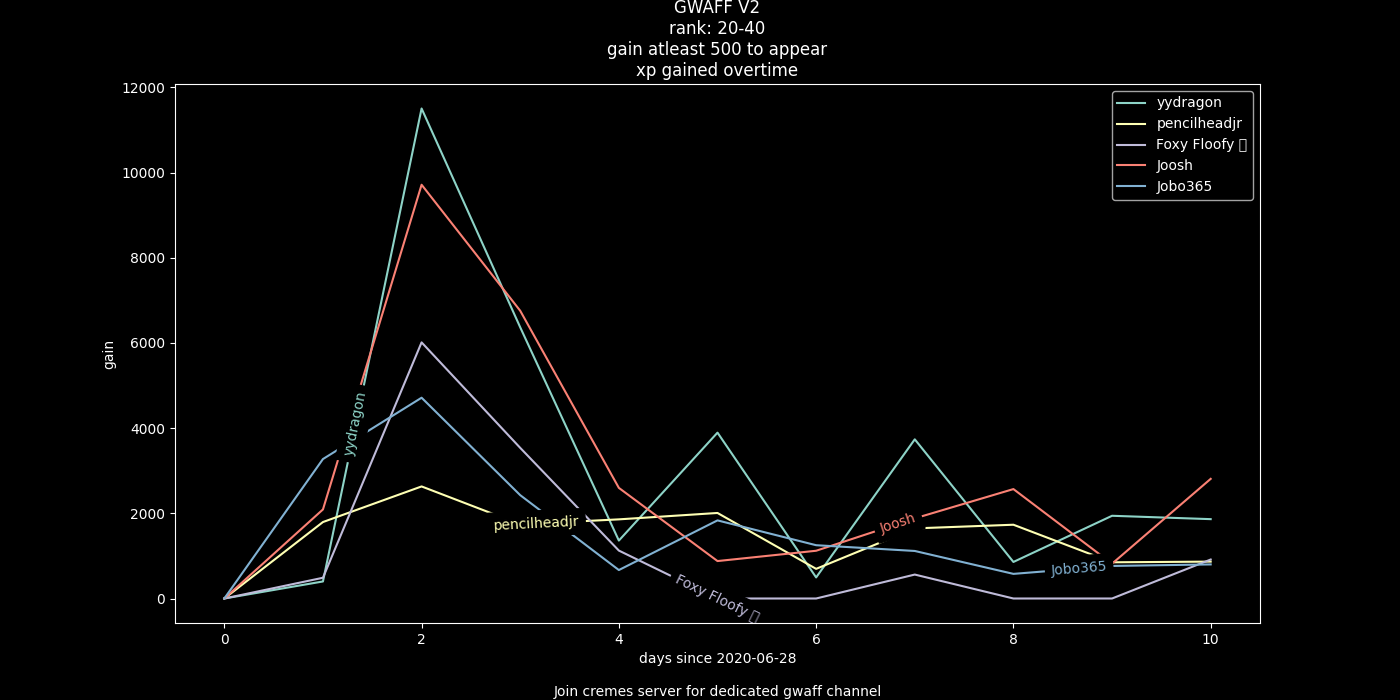 GWAFF V2
rank: 20-40
gain atleast 500 to appear
xp gained overtime
12000
10000
8000
6000
4000
2000
0
gain
yydragon
pencilheadjr
Foxy Floofy
Joosh
Jobo365
yydragon
pencilheadjr
Foxy Floofy
Joosh
Jobo365
0
2
4
6
8
10
days since 2020-06-28
Join cremes server for dedicated gwaff channel